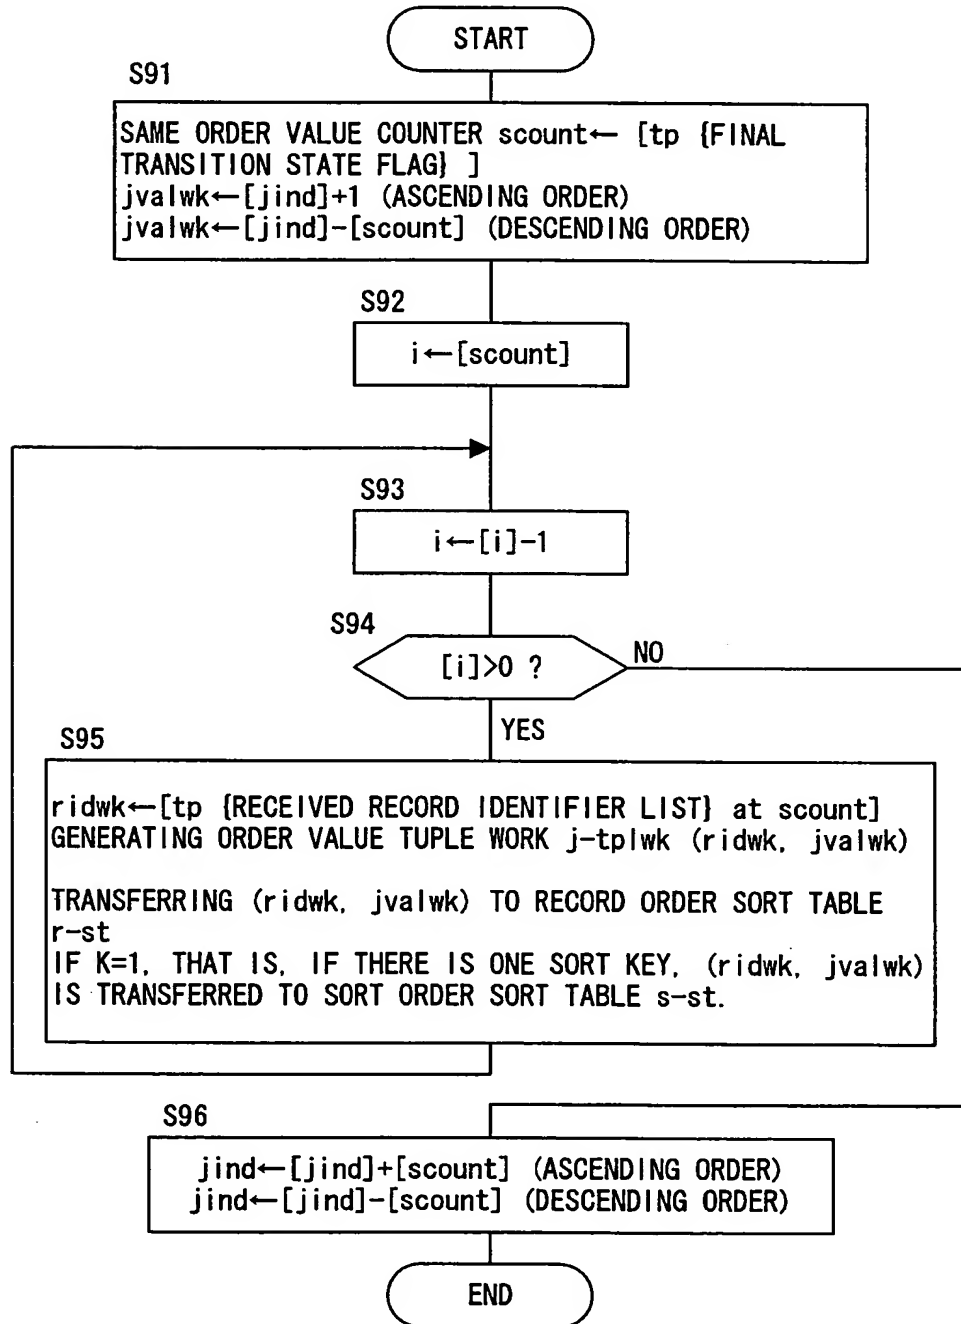 START
S91
SAME ORDER VALUE COUNTER scount← [tp {FINAL
TRANSITION STATE FLAG} ]
jvalwk←[jind]+1 (ASCENDING ORDER)
jvalwk←[jind]-[scount] (DESCENDING ORDER)
S92
i←[scount]
S93
i←[i]-1
S94
[i]>0 ?
NO
YES
S95
ridwk←[tp {RECEIVED RECORD IDENTIFIER LIST} at scount]
GENERATING ORDER VALUE TUPLE WORK j-tplwk (ridwk, jvalwk)
TRANSFERRING (ridwk, jvalwk) TO RECORD ORDER SORT TABLE
r-st
IF K=1, THAT IS, IF THERE IS ONE SORT KEY, (ridwk, jvalwk)
IS TRANSFERRED TO SORT ORDER SORT TABLE s-st.
S96
jind←[jind]+[scount] (ASCENDING ORDER)
jind←[jind]-[scount] (DESCENDING ORDER)
END